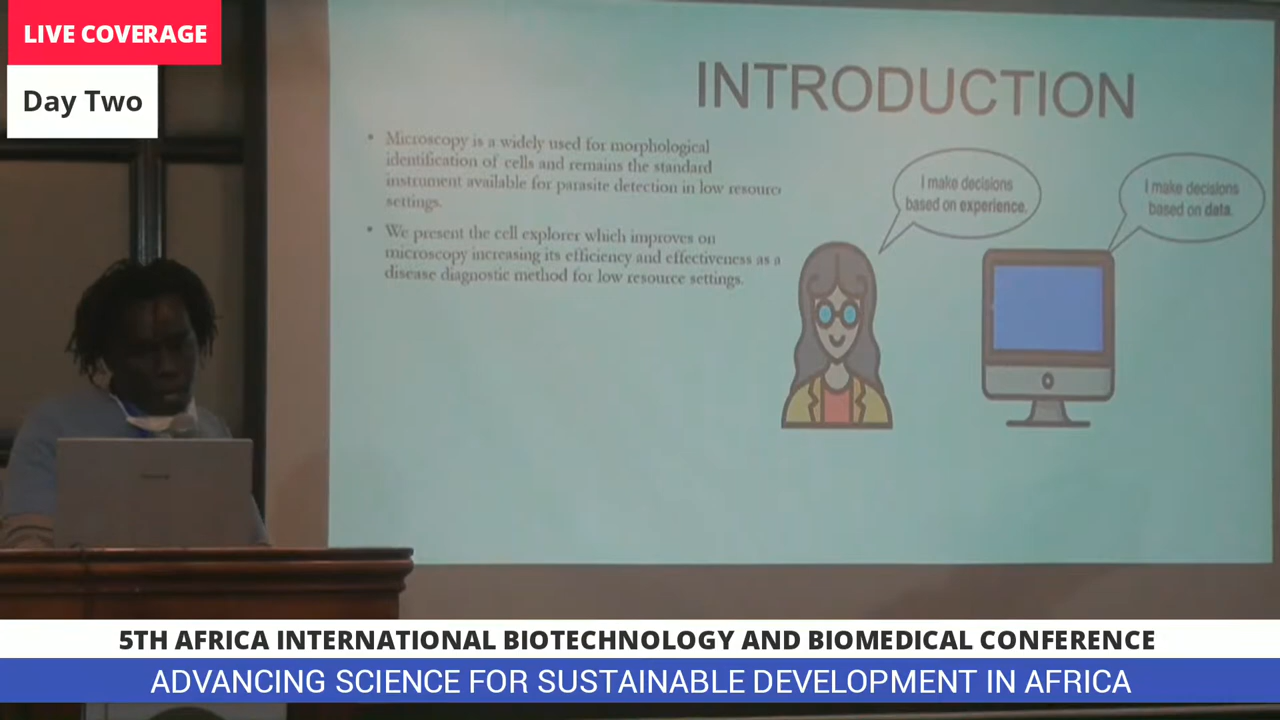 LIVE COVERAGE
Day Two
INTRODUCTION
• Microscopy is a widely used for morphological
identification of cells and remains the standard
instrument available for parasite detection in low resourc
settings.
• We present the cell explorer which improves on
microscopy increasing its efficiency and effectiveness as a
disease diagnostic method for low resource settings.
I make decisions
based on experience.
I make decisions
based on data.
5TH AFRICA INTERNATIONAL BIOTECHNOLOGY AND BIOMEDICAL CONFERENCE
ADVANCING SCIENCE FOR SUSTAINABLE DEVELOPMENT IN AFRICA